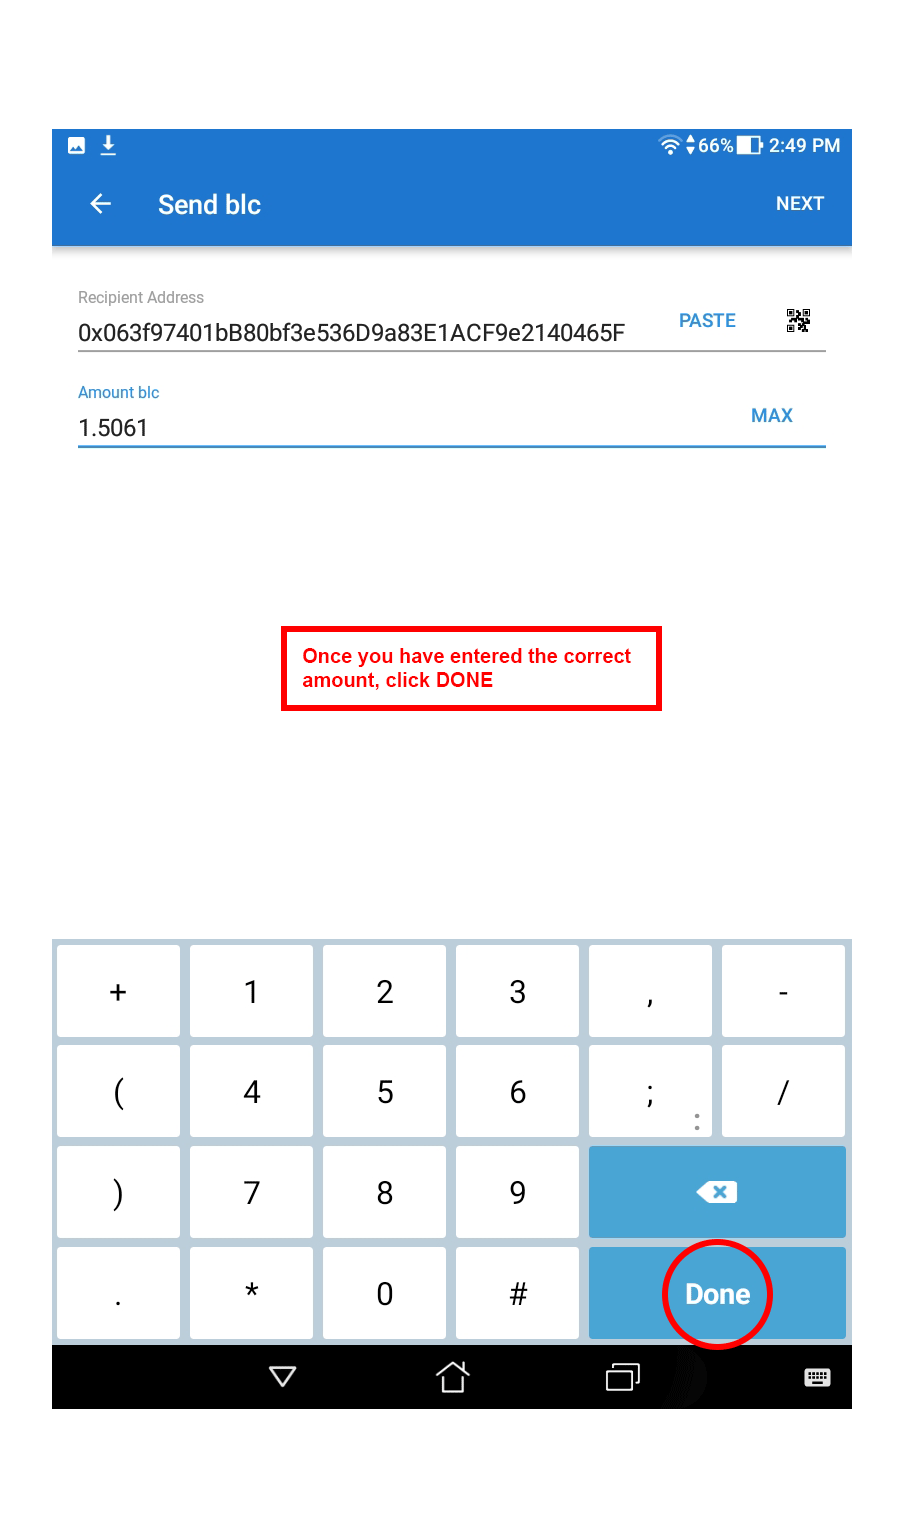 66% 2:49 PM
Send blc NEXT
Recipient Address
0x063f97401bB80bf3e536D9a83E1ACF9e2140465F PASTE
Amount blc
1.5061 MAX
Once you have entered the correct
amount, click DONE
+ 1 2 3 , -
( 4 5 6 ; : /
) 7 8 9
. * 0 # Done